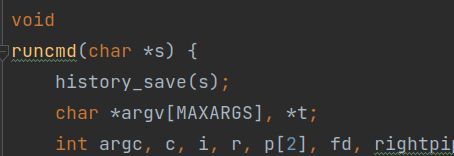 void
runcmd(char *s) {
history_save(s);
char *argv[MAXARGS], *t;
int argc, c, i, r, p[2], fd, rightpip